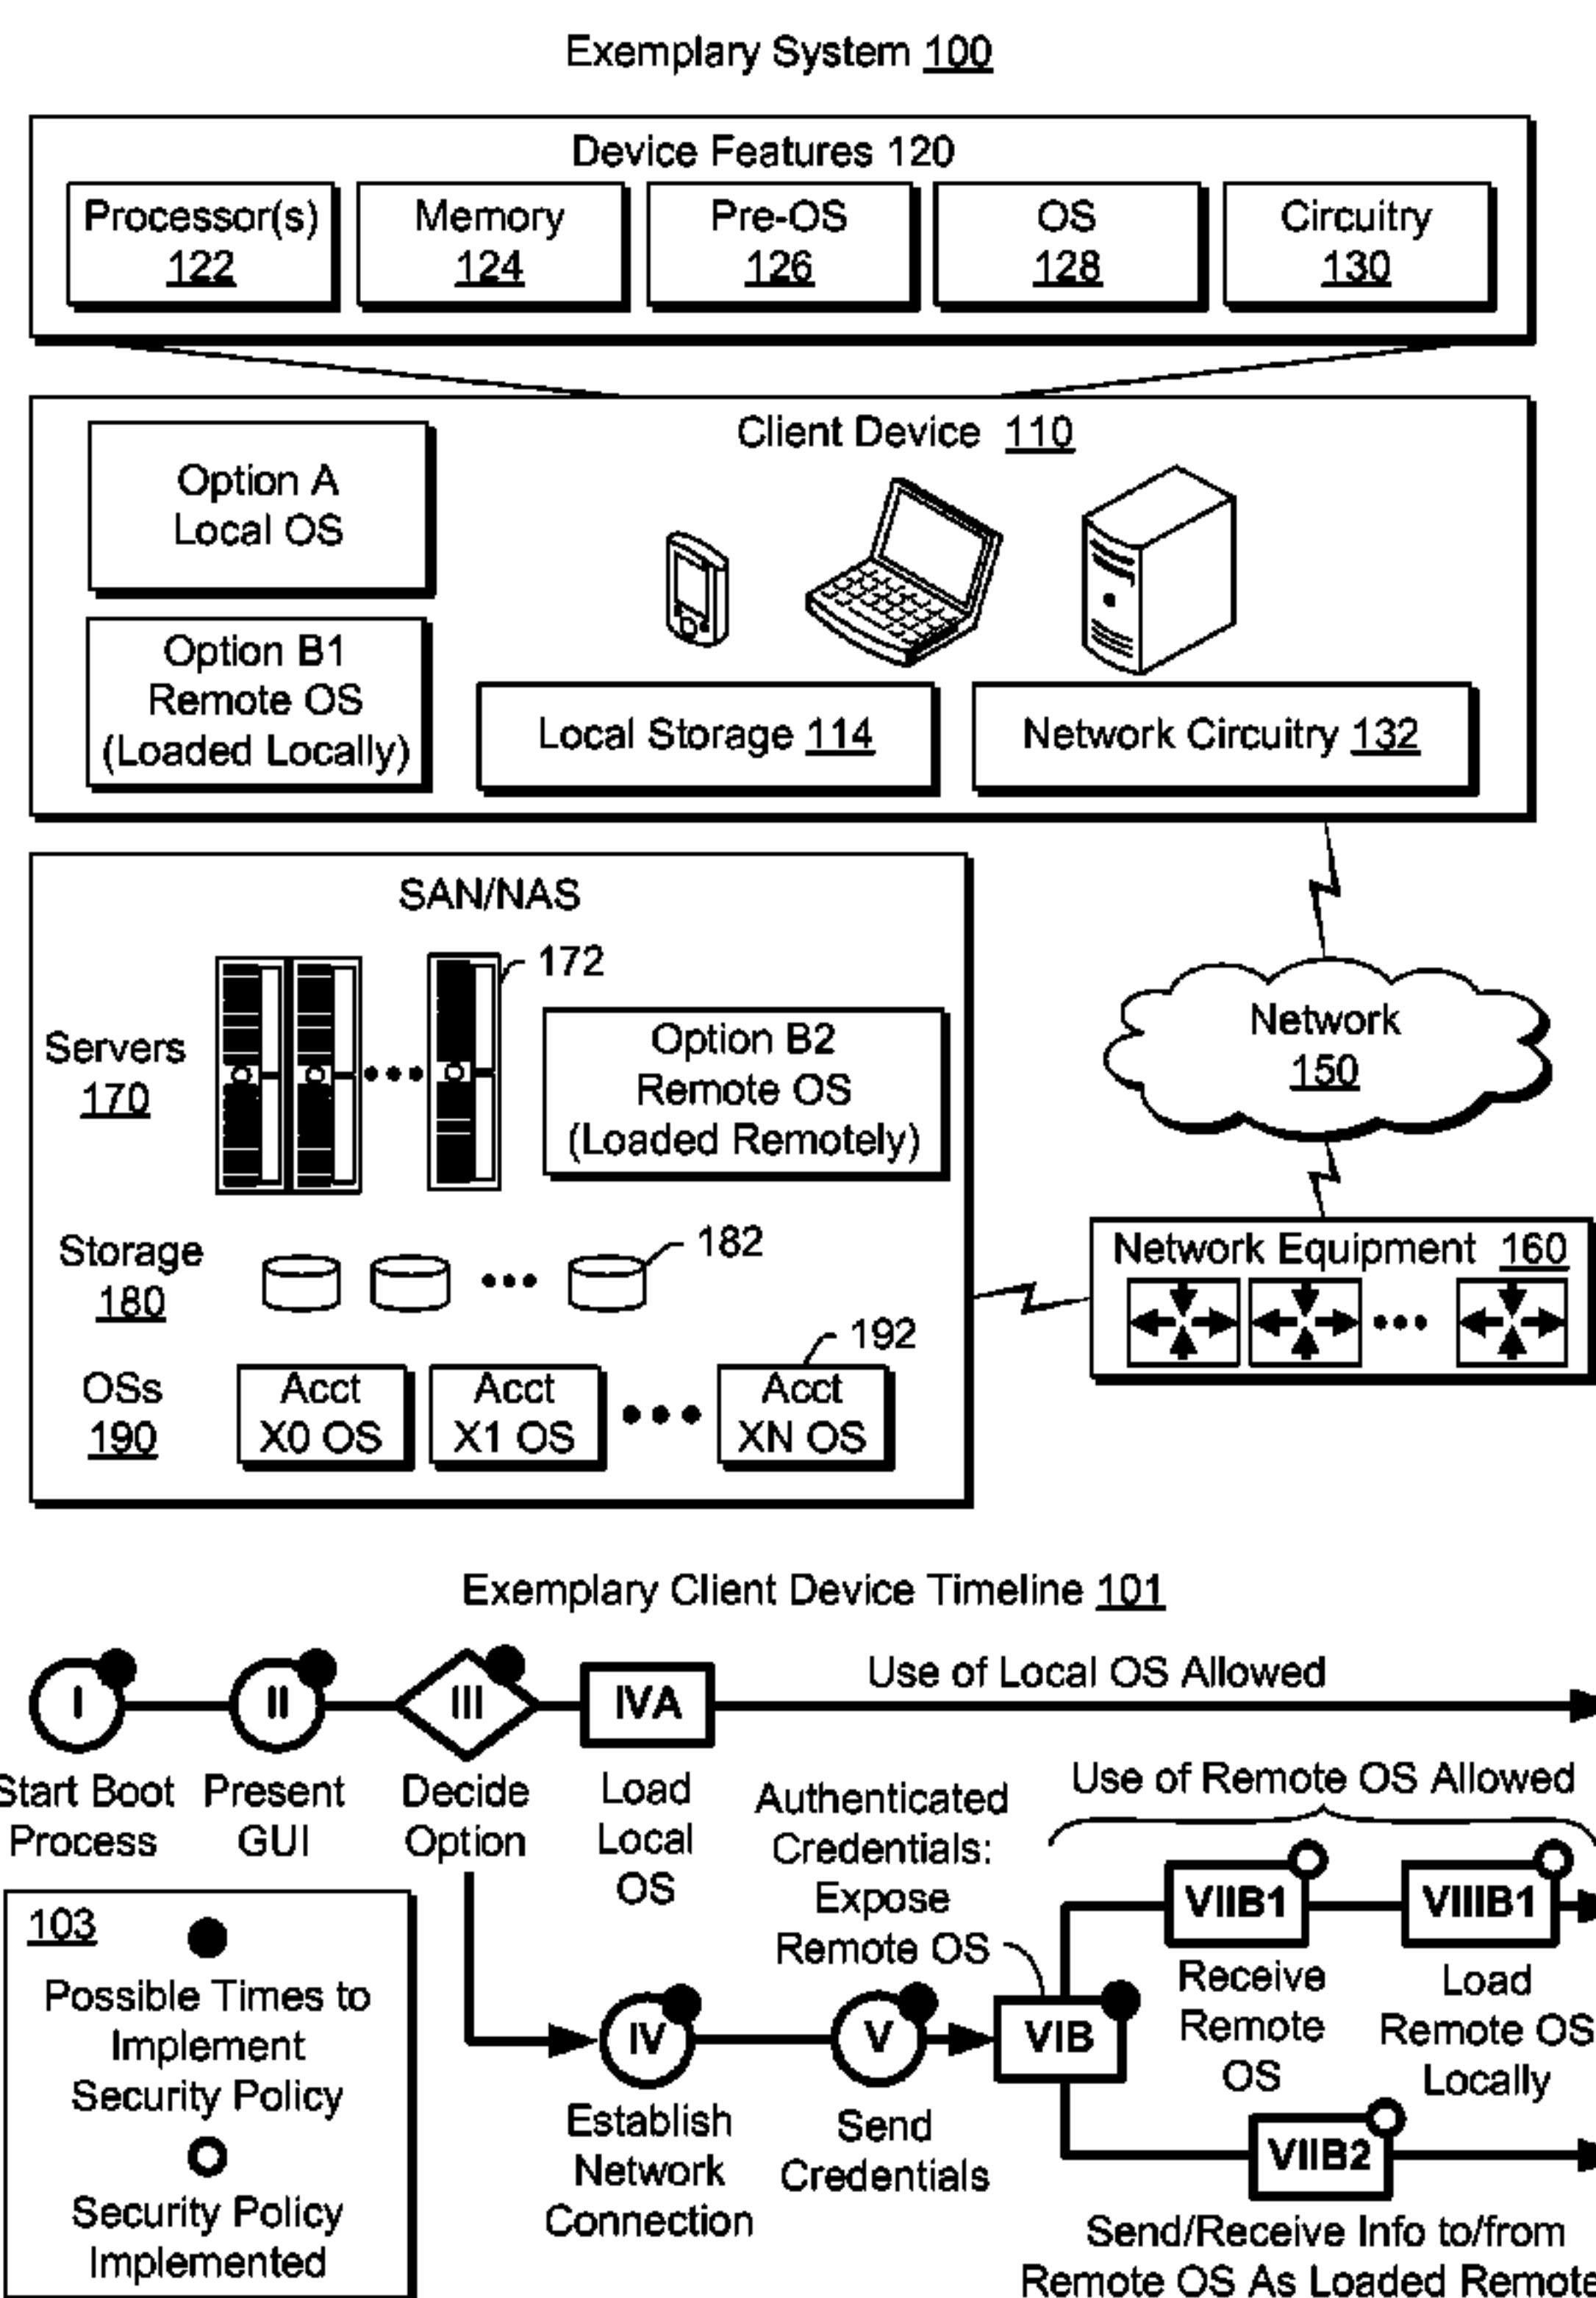 Exemplary System 100
Device Features 120
Processor(s)
122
Memory
124
Pre-OS
126
OS
128
Circuitry
130
Client Device 110
Option A
Local OS
Option B1
Remote OS
(Loaded Locally)
Local Storage 114
Network Circuitry 132
SAN/NAS
172
Servers
170
Option B2
Remote OS
(Loaded Remotely)
Network
150
Storage
180
182
Network Equipment 160
192
OSs
190
Acct
X0 OS
Acct
X1 OS
Acct
XN OS
Exemplary Client Device Timeline 101
I
II
III
IVA
Use of Local OS Allowed
Start Boot
Process
Present
GUI
Decide
Option
Load
Local
OS
Authenticated
Credentials:
Expose
Remote OS
Use of Remote OS Allowed
VIIB1
VIIIB1
Receive
Remote
OS
Load
Remote OS
Locally
103
Possible Times to
Implement
Security Policy
Security Policy
Implemented
IV
V
VIB
Establish
Network
Connection
Send
Credentials
VIIB2
Send/Receive Info to/from
Remote OS As Loaded Remote